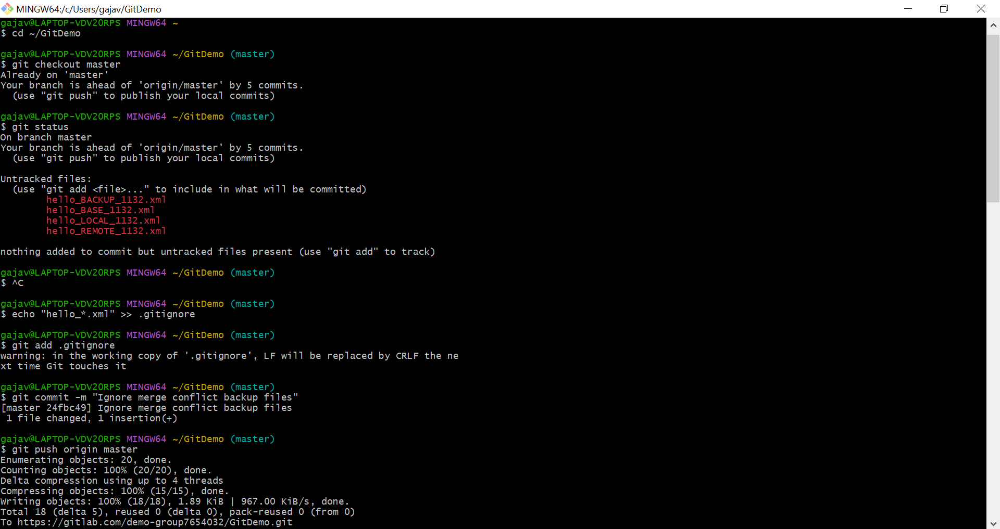 MINGW64:/c/Users/gajav/GitDemo
gajav@LAPTOP-VDV20RPS MINGW64 ~
$ cd ~/GitDemo
gajav@LAPTOP-VDV20RPS MINGW64 ~/GitDemo (master)
$ git checkout master
Already on 'master'
Your branch is ahead of 'origin/master' by 5 commits.
  (use "git push" to publish your local commits)
gajav@LAPTOP-VDV20RPS MINGW64 ~/GitDemo (master)
$ git status
On branch master
Your branch is ahead of 'origin/master' by 5 commits.
  (use "git push" to publish your local commits)
Untracked files:
  (use "git add <file>..." to include in what will be committed)
        hello_BACKUP_1132.xml
        hello_BASE_1132.xml
        hello_LOCAL_1132.xml
        hello_REMOTE_1132.xml
nothing added to commit but untracked files present (use "git add" to track)
gajav@LAPTOP-VDV20RPS MINGW64 ~/GitDemo (master)
$ ^C
gajav@LAPTOP-VDV20RPS MINGW64 ~/GitDemo (master)
$ echo "hello_*.xml" >> .gitignore
gajav@LAPTOP-VDV20RPS MINGW64 ~/GitDemo (master)
$ git add .gitignore
warning: in the working copy of '.gitignore', LF will be replaced by CRLF the ne
xt time Git touches it
gajav@LAPTOP-VDV20RPS MINGW64 ~/GitDemo (master)
$ git commit -m "Ignore merge conflict backup files"
[master 24fbc49] Ignore merge conflict backup files
 1 file changed, 1 insertion(+)
gajav@LAPTOP-VDV20RPS MINGW64 ~/GitDemo (master)
$ git push origin master
Enumerating objects: 20, done.
Counting objects: 100% (20/20), done.
Delta compression using up to 4 threads
Compressing objects: 100% (15/15), done.
Writing objects: 100% (18/18), 1.89 KiB | 967.00 KiB/s, done.
Total 18 (delta 5), reused 0 (delta 0), pack-reused 0 (from 0)
To https://gitlab.com/demo-group7654032/GitDemo.git